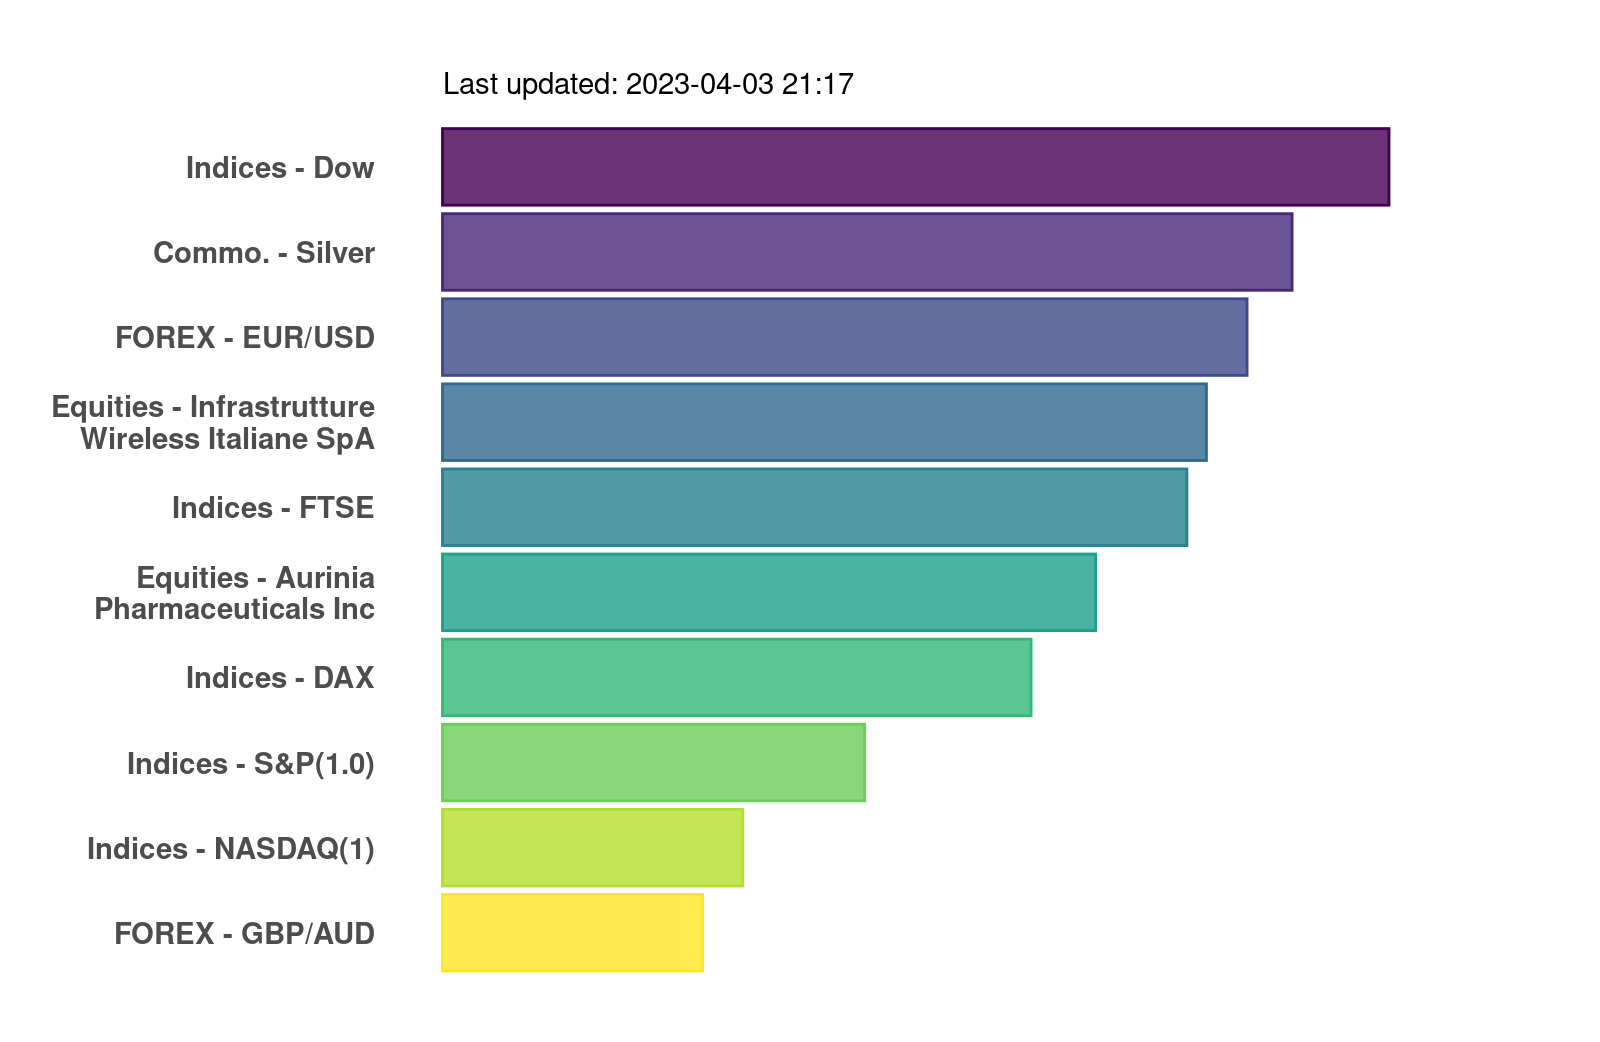 Last updated: 2023-04-03 21:17
Indices - Dow
Commo. - Silver
FOREX - EUR/USD
Equities - Infrastrutture
Wireless Italiane SpA
Indices - FTSE
Equities - Aurinia
Pharmaceuticals Inc
Indices - DAX
Indices - S&P(1.0)
Indices - NASDAQ(1)
FOREX - GBP/AUD